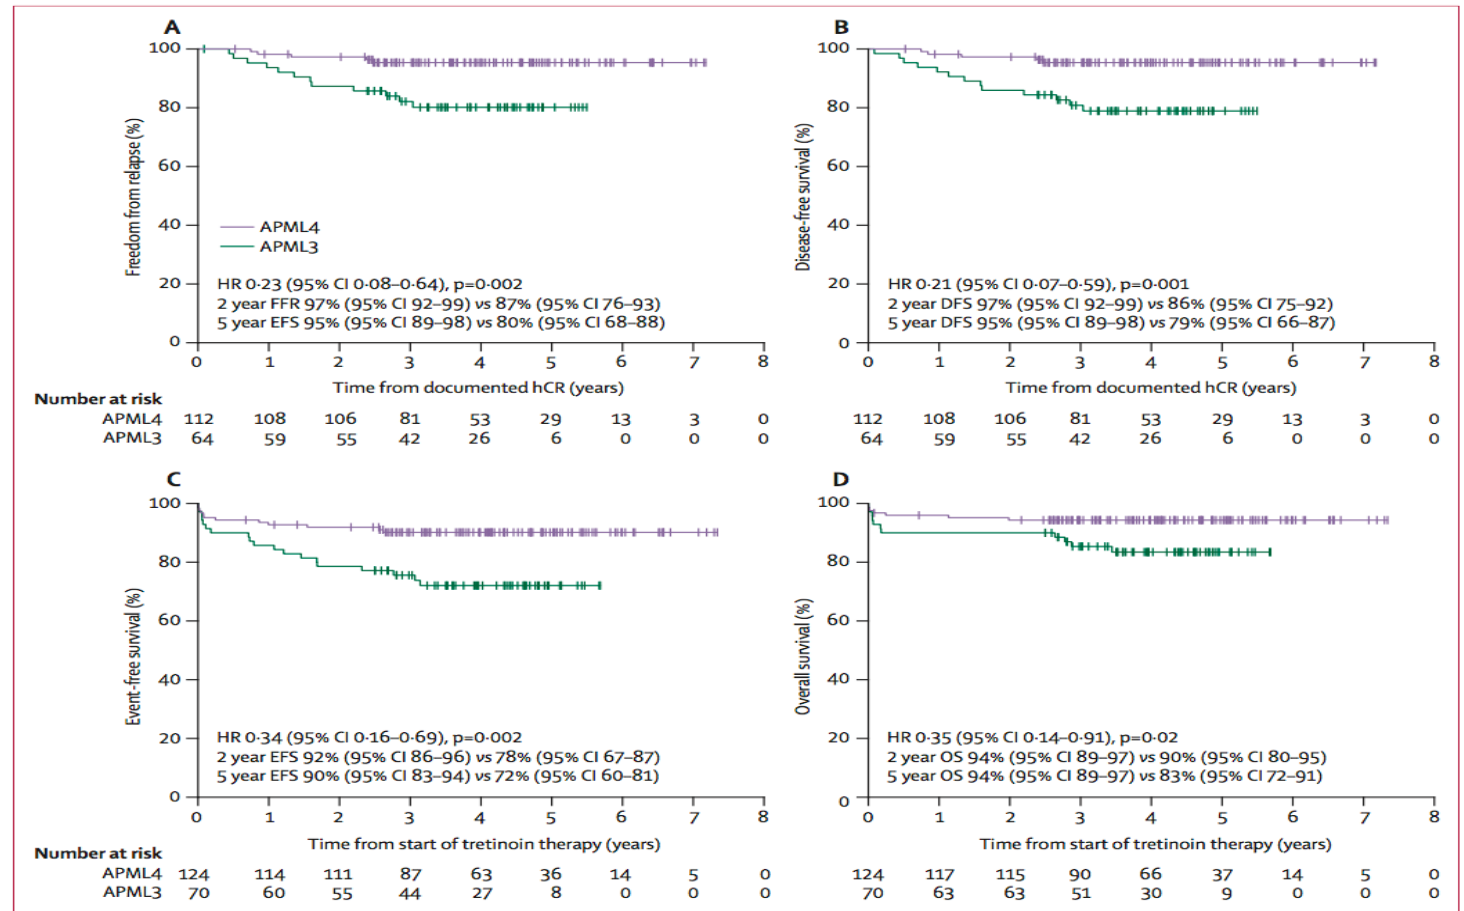 A
100
80
60
40
20
0
Freedom from relapse (%)
APML4
APML3
HR 0·23 (95% CI 0·08–0·64), p=0·002
2 year FFR 97% (95% CI 92–99) vs 87% (95% CI 76–93)
5 year EFS 95% (95% CI 89–98) vs 80% (95% CI 68–88)
0 1 2 3 4 5 6 7 8
Time from documented hCR (years)
Number at risk
APML4 112 108 106 81 53 29 13 3 0
APML3 64 59 55 42 26 6 0 0 0
B
100
80
60
40
20
0
Disease-free survival (%)
HR 0·21 (95% CI 0·07–0·59), p=0·001
2 year DFS 97% (95% CI 92–99) vs 86% (95% CI 75–92)
5 year DFS 95% (95% CI 89–98) vs 79% (95% CI 66–87)
0 1 2 3 4 5 6 7 8
Time from documented hCR (years)
112 108 106 81 53 29 13 3 0
64 59 55 42 26 6 0 0 0
C
100
80
60
40
20
0
Event-free survival (%)
HR 0·34 (95% CI 0·16–0·69), p=0·002
2 year EFS 92% (95% CI 86–96) vs 78% (95% CI 67–87)
5 year EFS 90% (95% CI 83–94) vs 72% (95% CI 60–81)
0 1 2 3 4 5 6 7 8
Time from start of tretinoin therapy (years)
Number at risk
APML4 124 114 111 87 63 36 14 5 0
APML3 70 60 55 44 27 8 0 0 0
D
100
80
60
40
20
0
Overall survival (%)
HR 0·35 (95% CI 0·14–0·91), p=0·02
2 year OS 94% (95% CI 89–97) vs 90% (95% CI 80–95)
5 year OS 94% (95% CI 89–97) vs 83% (95% CI 72–91)
0 1 2 3 4 5 6 7 8
Time from start of tretinoin therapy (years)
124 117 115 90 66 37 14 5 0
70 63 63 51 30 9 0 0 0